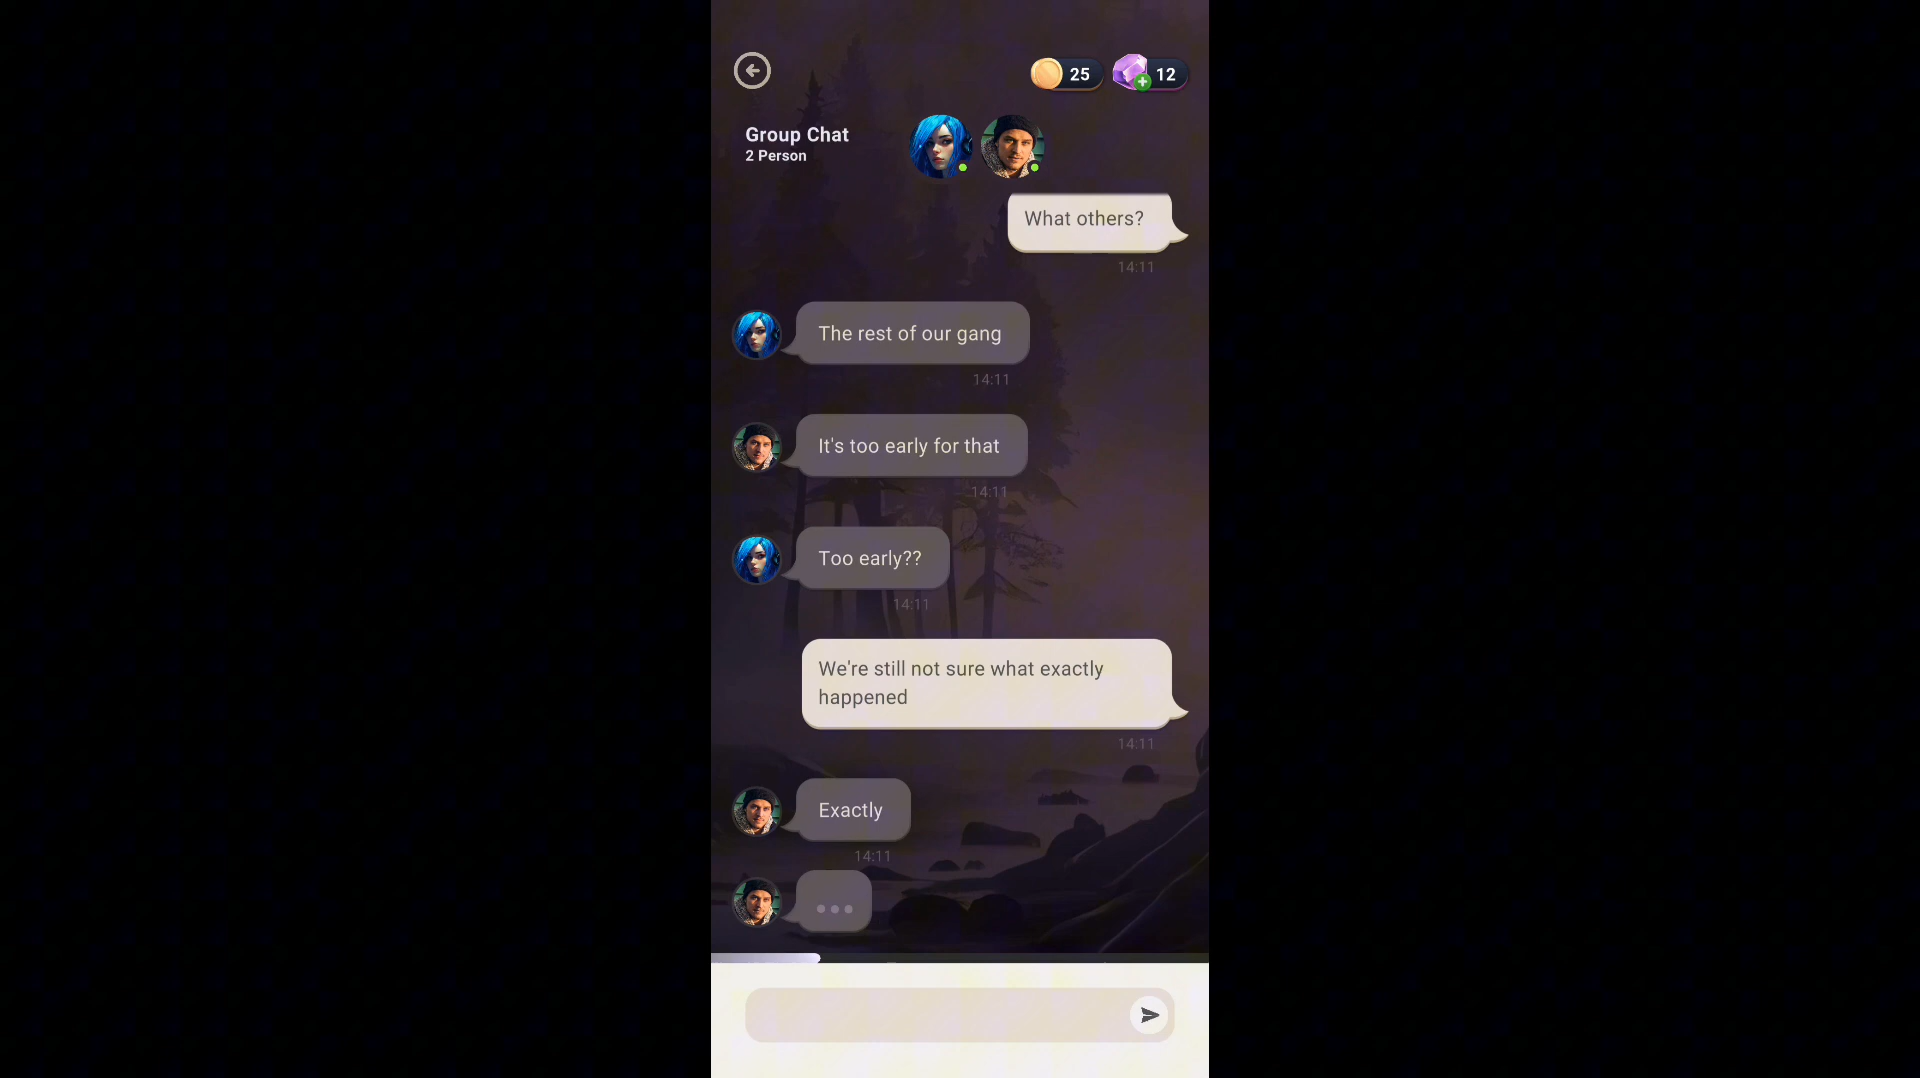 25
12
Group Chat
2 Person
What others?
14:11
The rest of our gang
14:11
It's too early for that
14:11
Too early??
14:11
We're still not sure what exactly
happened
14:11
Exactly
14:11